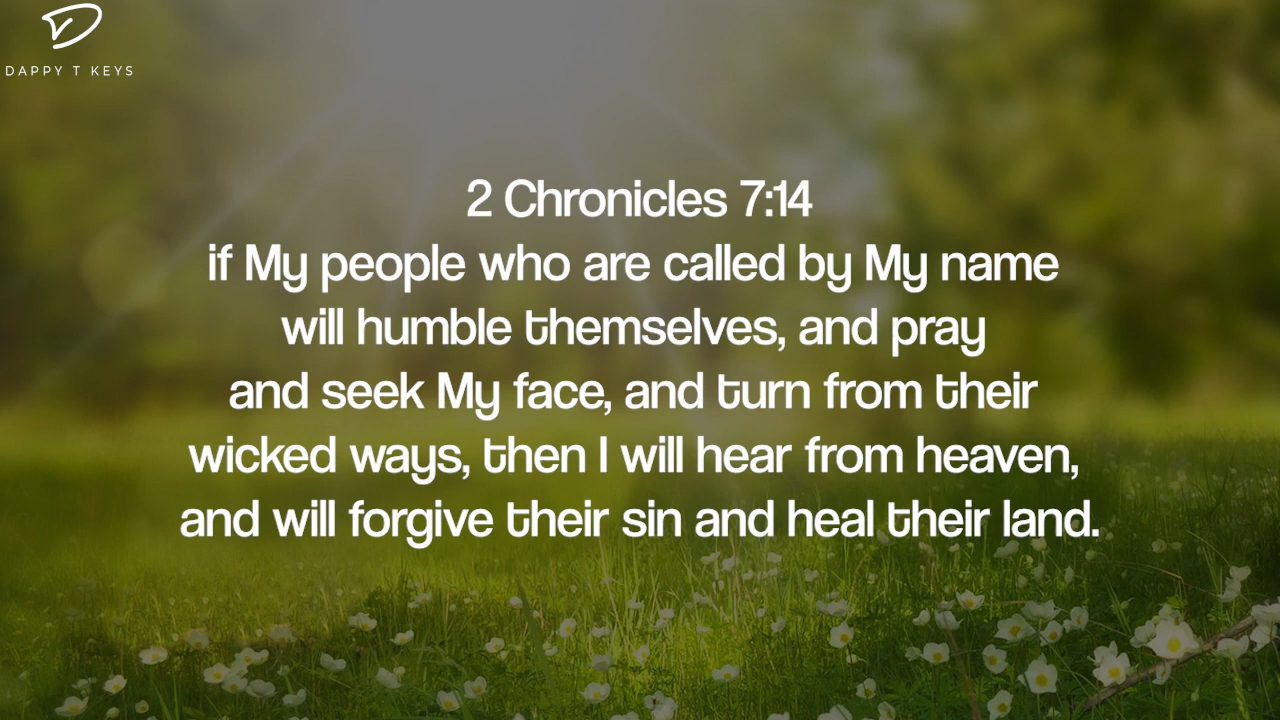 DAPPY T KEYS
2 Chronicles 7:14
if My people who are called by My name
will humble themselves, and pray
and seek My face, and turn from their
wicked ways, then I will hear from heaven,
and will forgive their sin and heal their land.